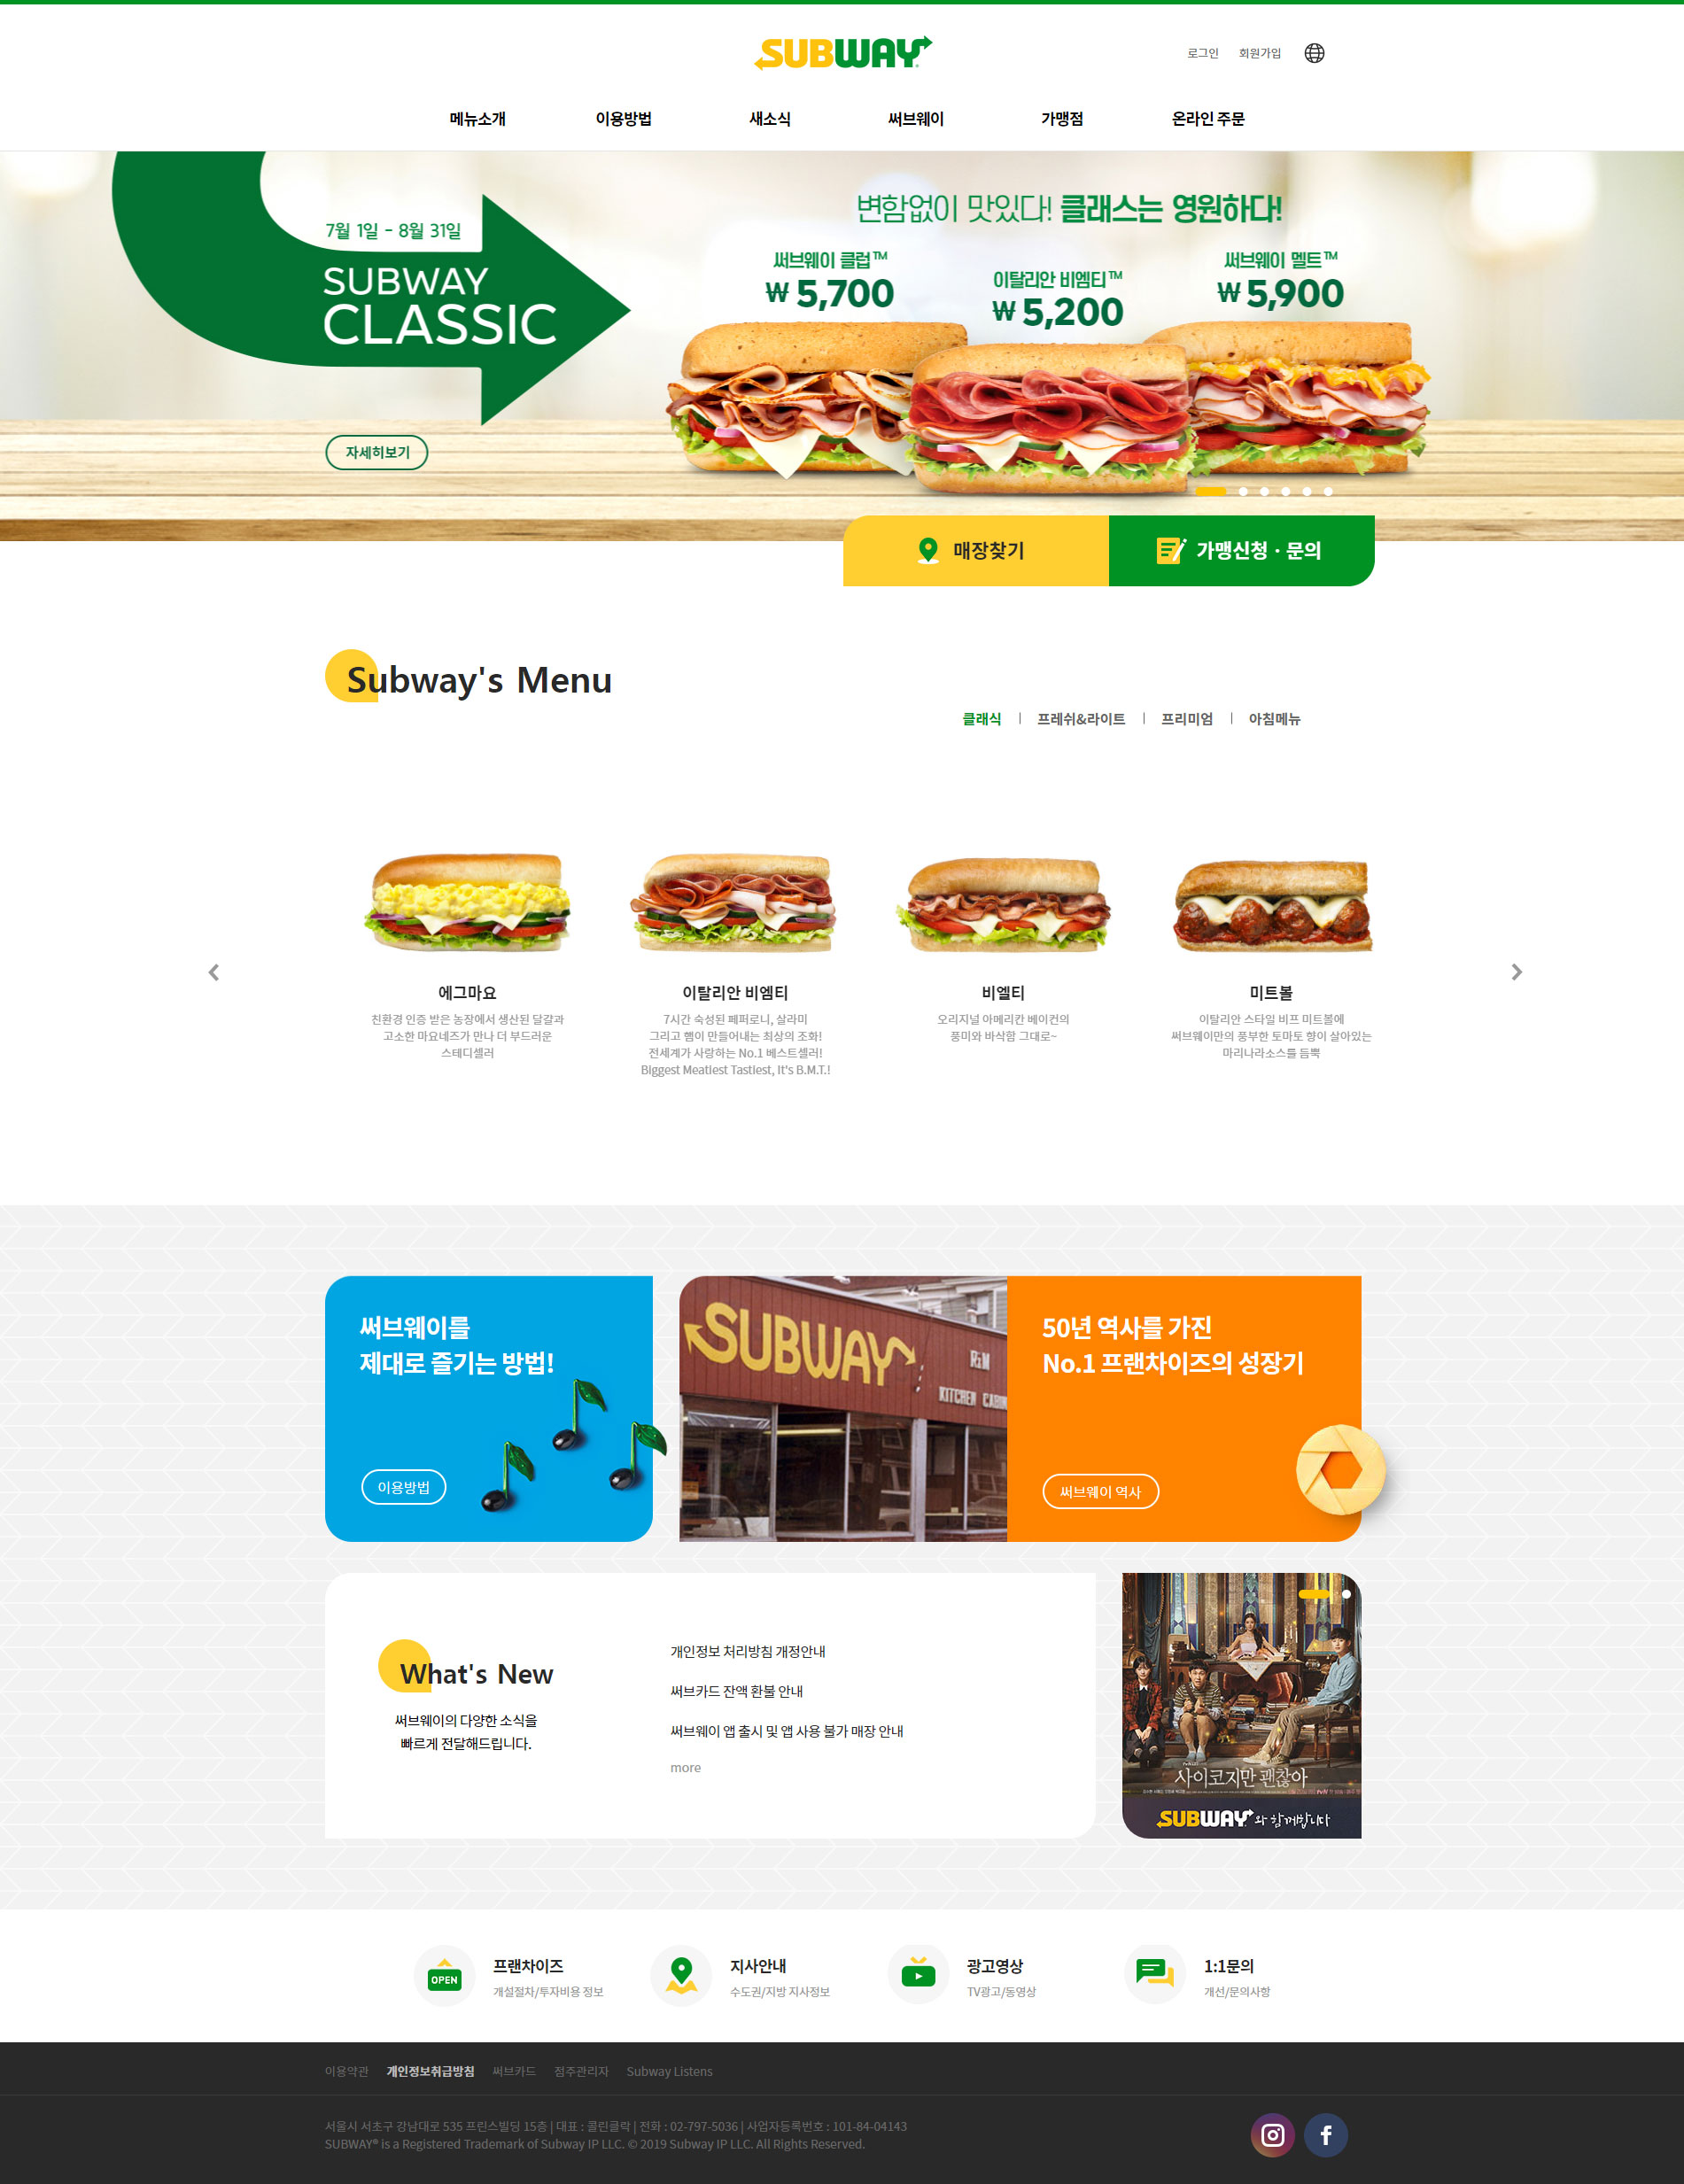 SUBWAY
로그인 회원가입
메뉴소개 이용방법 새소식 써브웨이 가맹점 온라인 주문
7월 1일 - 8월 31일
SUBWAY
CLASSIC
자세히보기
변함없이 맛있다! 클래스는 영원하다!
써브웨이 클럽™
₩ 5,700
이탈리안 비엠티™
₩ 5,200
써브웨이 멜트™
₩ 5,900
매장찾기
가맹신청 · 문의
Subway's Menu
클래식 | 프레쉬&라이트 | 프리미엄 | 아침메뉴
에그마요
친환경 인증 받은 농장에서 생산된 달걀과
고소한 마요네즈가 만나 더 부드러운
스테디셀러
이탈리안 비엠티
7시간 숙성된 페퍼로니, 살라미
그리고 햄이 만들어내는 최상의 조화!
전세계가 사랑하는 No.1 베스트셀러!
Biggest Meatiest Tastiest, It's B.M.T.!
비엘티
오리지널 아메리칸 베이컨의
풍미와 바삭함 그대로~
미트볼
이탈리안 스타일 비프 미트볼에
써브웨이만의 풍부한 토마토 향이 살아있는
마리나라소스를 듬뿍
써브웨이를
제대로 즐기는 방법!
이용방법
SUBWAY
R&M
KITCHEN
50년 역사를 가진
No.1 프랜차이즈의 성장기
써브웨이 역사
What's New
써브웨이의 다양한 소식을
빠르게 전달해드립니다.
개인정보 처리방침 개정안내
써브카드 잔액 환불 안내
써브웨이 앱 출시 및 앱 사용 불가 매장 안내
more
사이코지만 괜찮아
SUBWAY와 함께합니다
OPEN
프랜차이즈
개설절차/투자비용 정보
지사안내
수도권/지방 지사정보
광고영상
TV광고/동영상
1:1문의
개선/문의사항
이용약관 개인정보취급방침 써브카드 점주관리자 Subway Listens
서울시 서초구 강남대로 535 프린스빌딩 15층 | 대표 : 콜린클락 | 전화 : 02-797-5036 | 사업자등록번호 : 101-84-04143
SUBWAY® is a Registered Trademark of Subway IP LLC. © 2019 Subway IP LLC. All Rights Reserved.